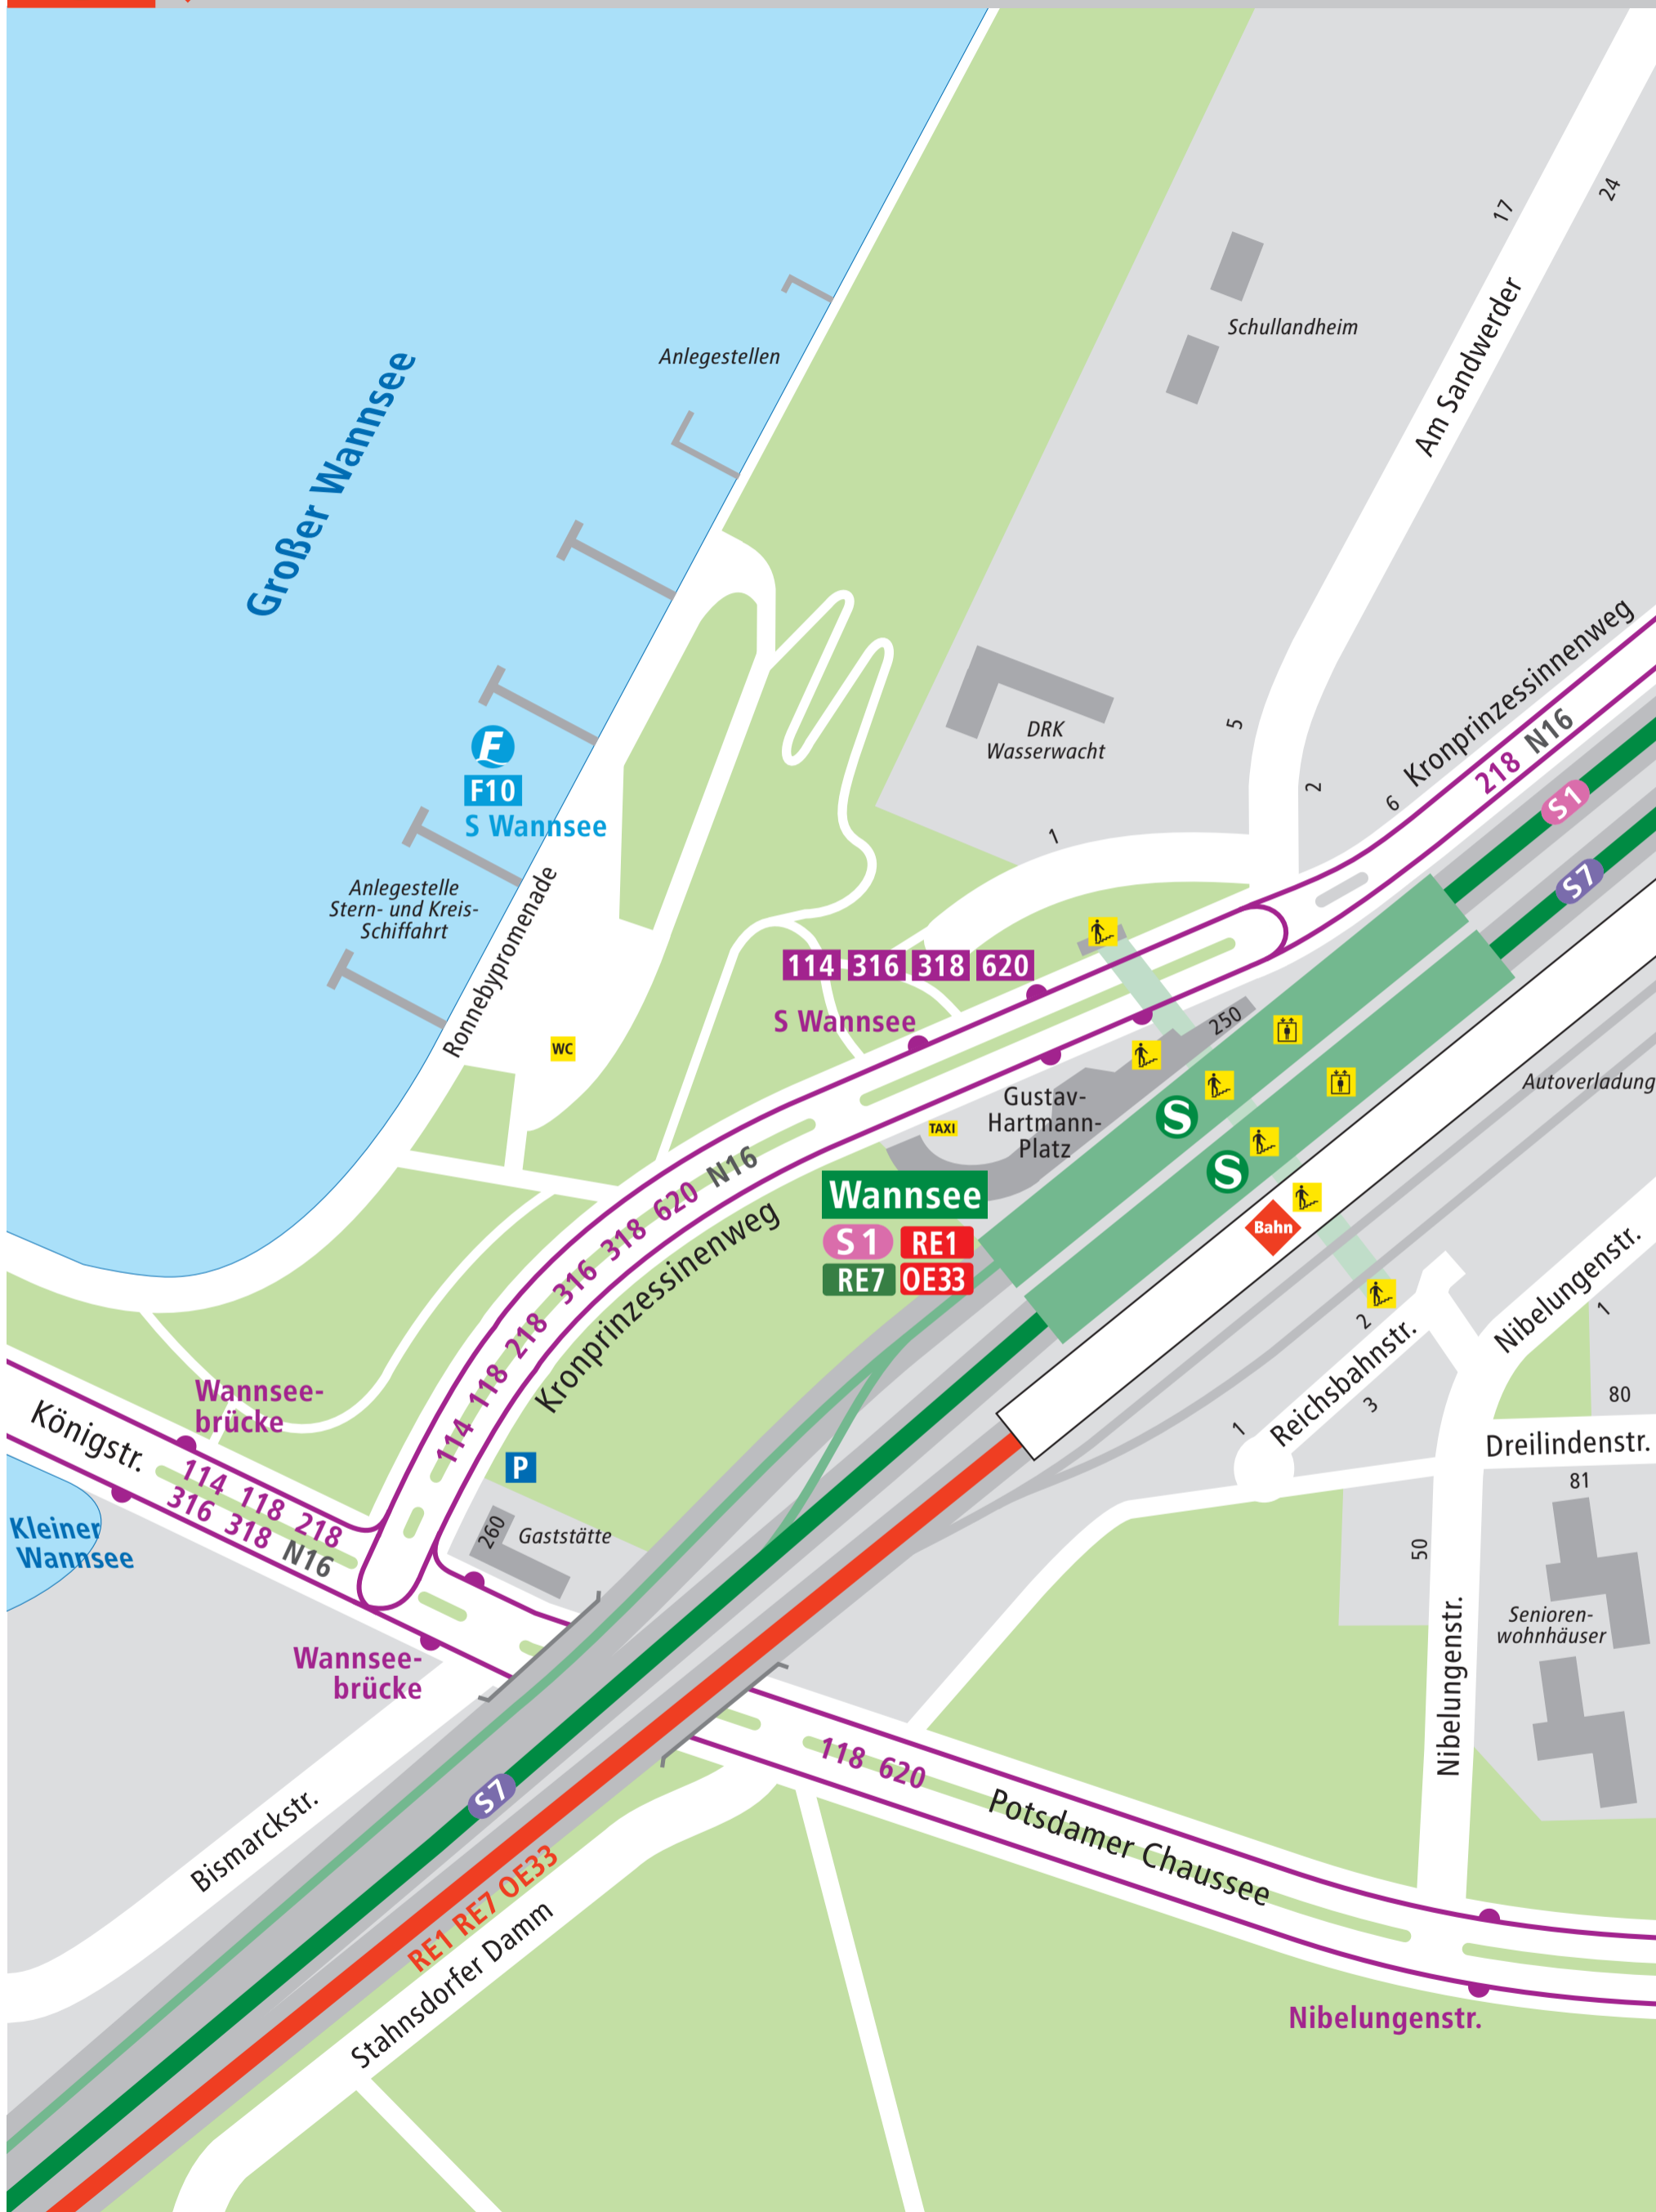 17
24
Schullandheim
Anlegestellen
Am Sandwerder
Großer Wannsee
Kronprinzessinnenweg
218 N16
DRK
Wasserwacht
5
2
6
1
S1
S7
F
F10
S Wannsee
Anlegestelle
Stern- und Kreis-
Schiffahrt
Ronnebypromenade
114 316 318 620
S Wannsee
WC
250
Autoverladung
Gustav-
Hartmann-
Platz
TAXI
S
S
Bahn
Wannsee
S1 RE1
RE7 OE33
114 118 218 316 318 620 N16
Kronprinzessinenweg
Nibelungenstr.
1
2
Reichsbahnstr.
1
3
80
Dreilindenstr.
81
Wannsee-
brücke
Königstr.
114 118 218
316 318 N16
P
260
Gaststätte
Kleiner
Wannsee
50
Senioren-
wohnhäuser
Nibelungenstr.
Wannsee-
brücke
118 620
Potsdamer Chaussee
S7
Bismarckstr.
RE1 RE7 OE33
Stahnsdorfer Damm
Nibelungenstr.